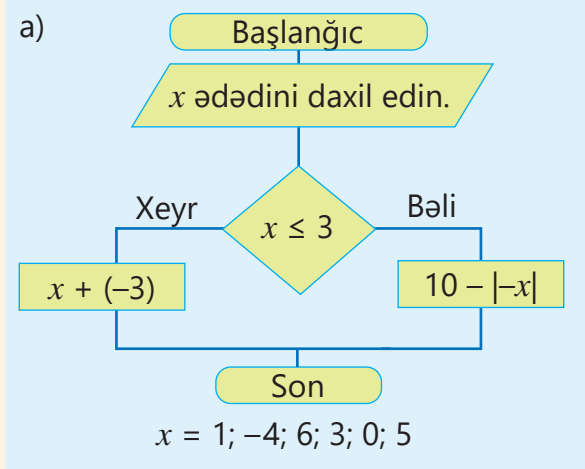 a)
Başlanğıc
x ədədini daxil edin.
Xeyr
x ≤ 3
Bəli
x + (–3)
10 – |–x|
Son
x = 1; –4; 6; 3; 0; 5